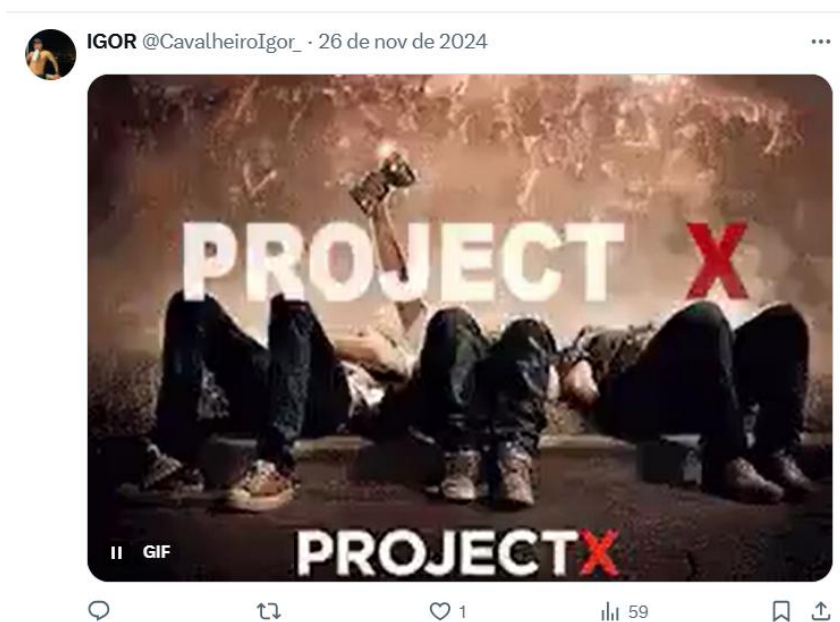 IGOR @CavalheiroIgor_ · 26 de nov de 2024
PROJECT X
GIF
PROJECTX
1
59